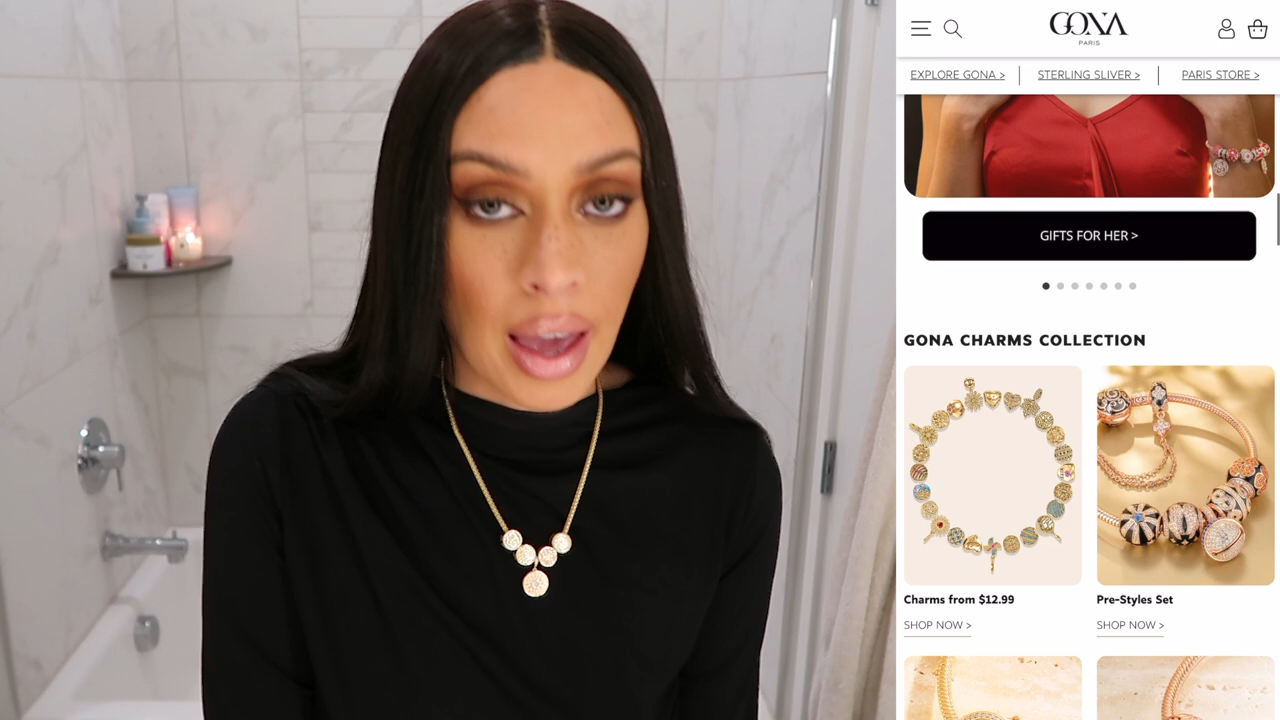 GONA
PARIS
EXPLORE GONA >
STERLING SLIVER >
PARIS STORE >
GIFTS FOR HER >
GONA CHARMS COLLECTION
Charms from $12.99
Pre-Styles Set
SHOP NOW >
SHOP NOW >